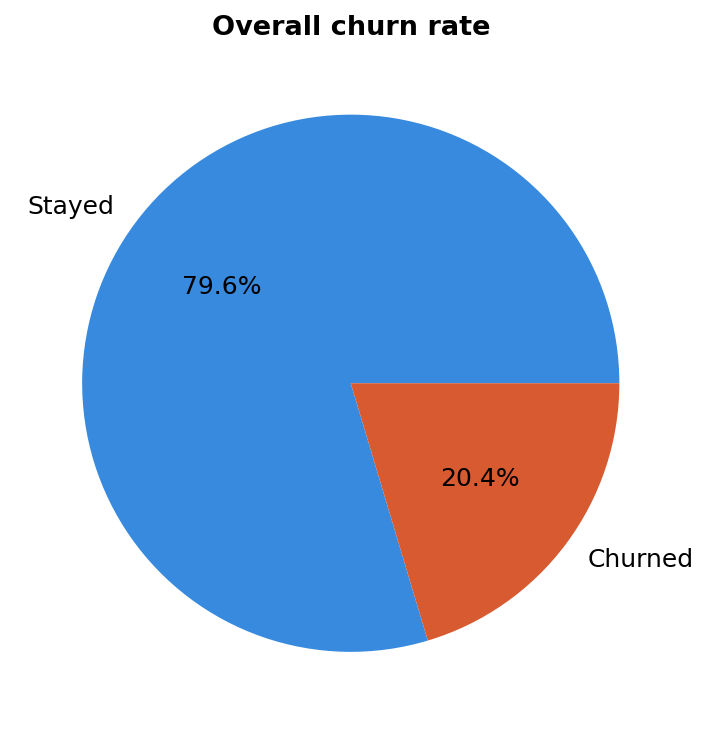 Overall churn rate
Stayed
79.6%
20.4%
Churned